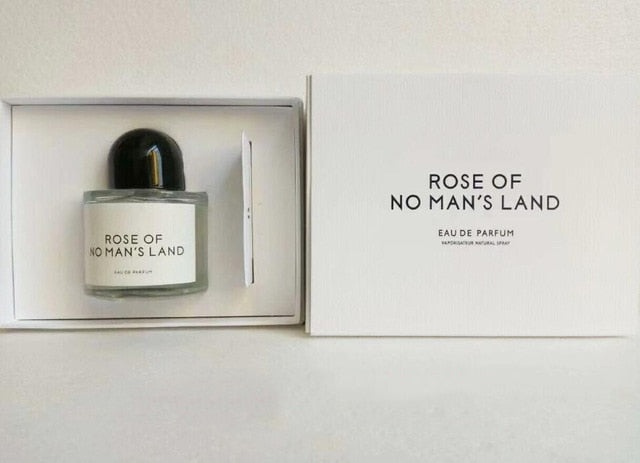 ROSE OF
NO MAN'S LAND
EAU DE PARFUM
ROSE OF
NO MAN'S LAND
EAU DE PARFUM
VAPORISATEUR NATURAL SPRAY